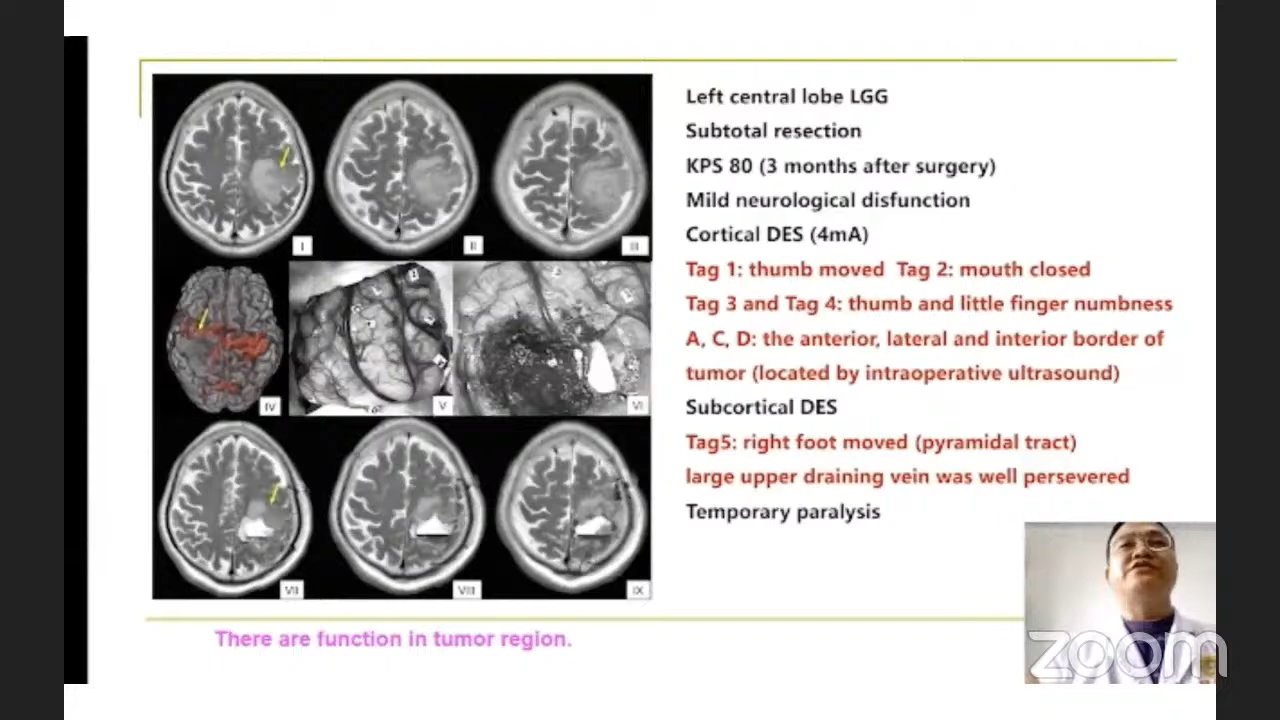 Left central lobe LGG
Subtotal resection
KPS 80 (3 months after surgery)
Mild neurological disfunction
Cortical DES (4mA)
Tag 1: thumb moved Tag 2: mouth closed
Tag 3 and Tag 4: thumb and little finger numbness
A, C, D: the anterior, lateral and interior border of
tumor (located by intraoperative ultrasound)
Subcortical DES
Tag5: right foot moved (pyramidal tract)
large upper draining vein was well persevered
Temporary paralysis
I
II
III
IV
V
VI
VII
VIII
IX
There are function in tumor region.
zoom